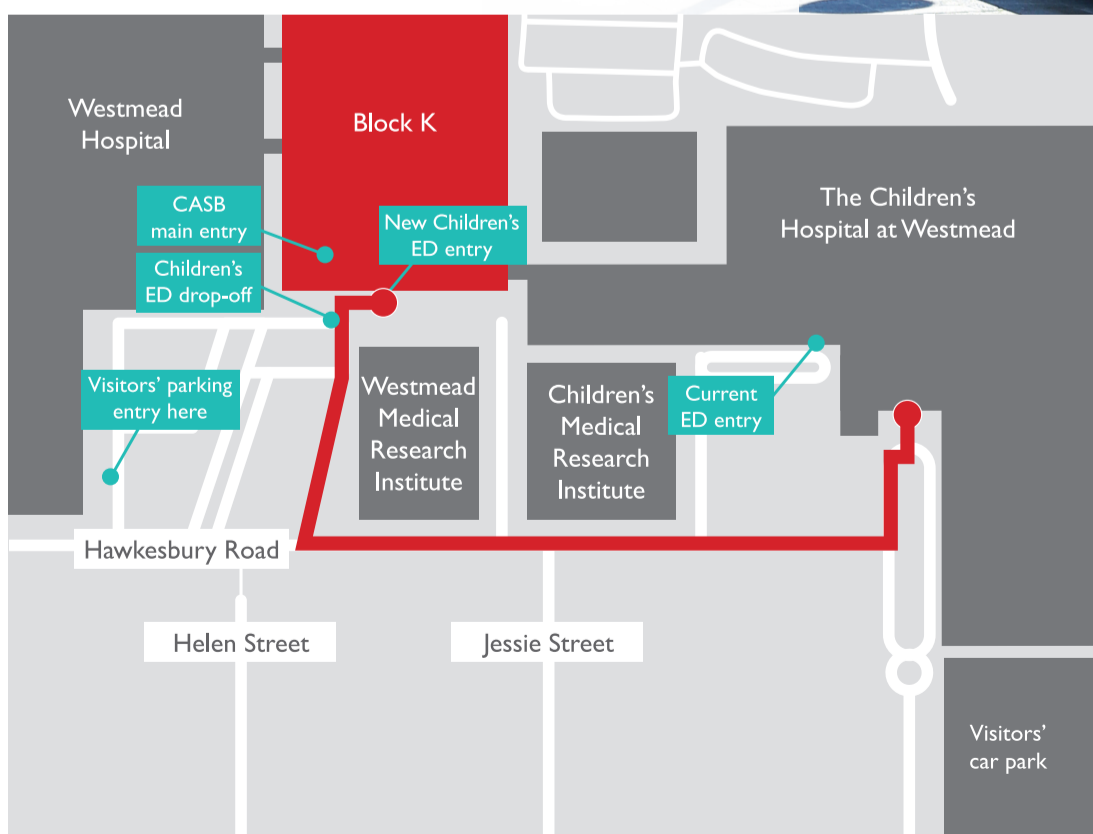 Westmead
Hospital
Block K
The Children's
Hospital at Westmead
CASB
main entry
New Children's
ED entry
Children's
ED drop-off
Visitors' parking
entry here
Westmead
Medical
Research
Institute
Children's
Medical
Research
Institute
Current
ED entry
Hawkesbury Road
Helen Street
Jessie Street
Visitors'
car park